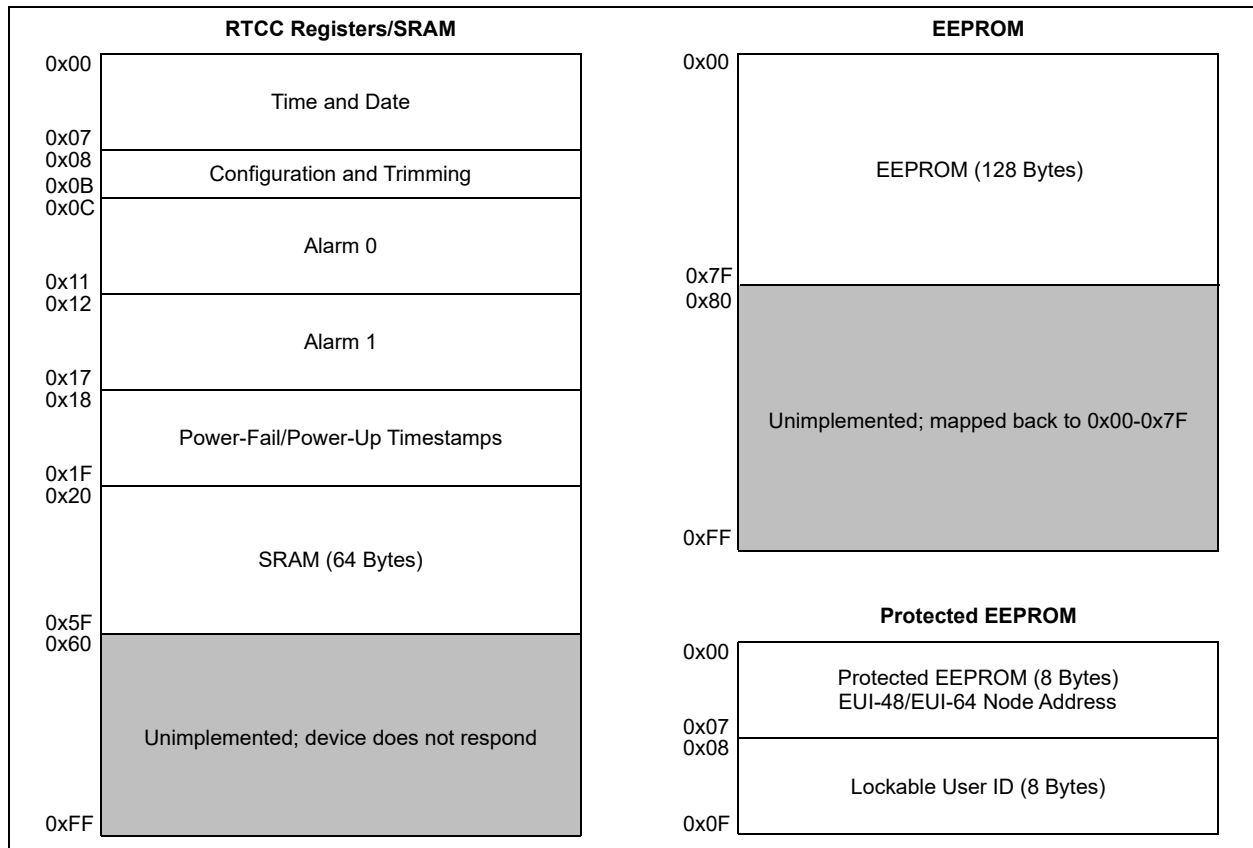 RTCC Registers/SRAM
0x00
Time and Date
0x07
0x08
Configuration and Trimming
0x0B
0x0C
Alarm 0
0x11
0x12
Alarm 1
0x17
0x18
Power-Fail/Power-Up Timestamps
0x1F
0x20
SRAM (64 Bytes)
0x5F
0x60
Unimplemented; device does not respond
0xFF
EEPROM
0x00
EEPROM (128 Bytes)
0x7F
0x80
Unimplemented; mapped back to 0x00-0x7F
0xFF
Protected EEPROM
0x00
Protected EEPROM (8 Bytes)
EUI-48/EUI-64 Node Address
0x07
0x08
Lockable User ID (8 Bytes)
0x0F